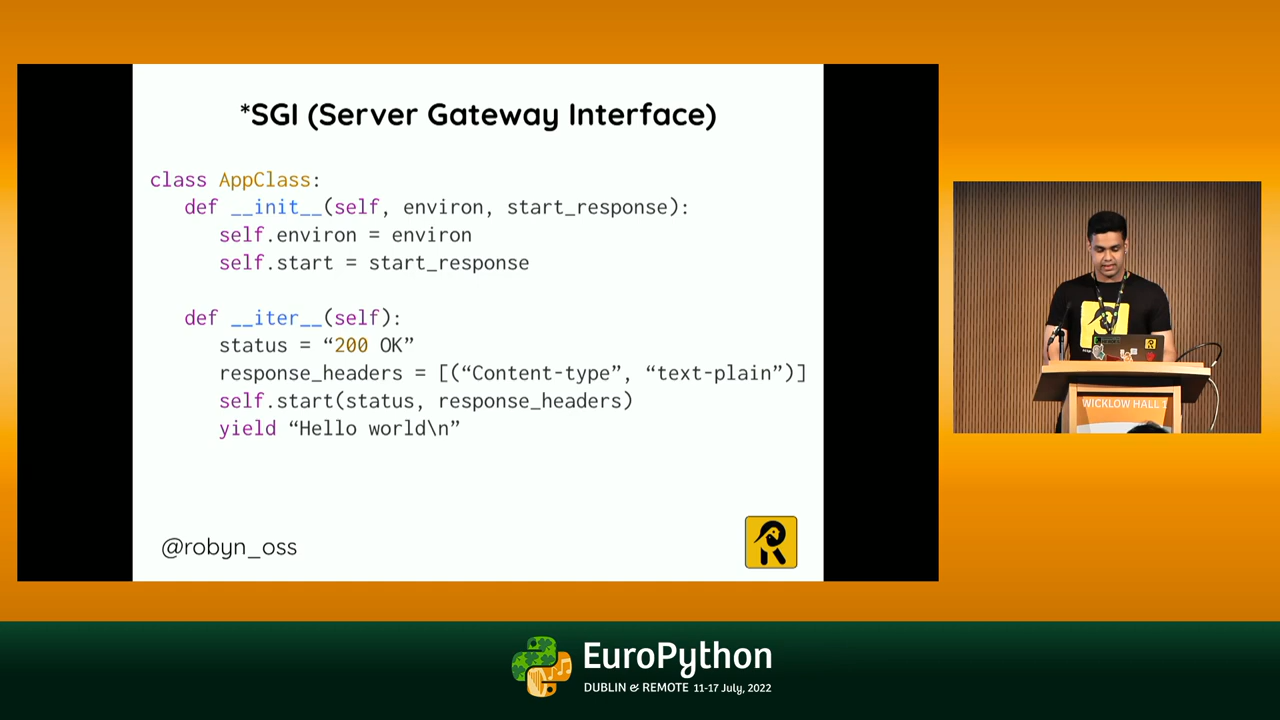 *SGI (Server Gateway Interface)
class AppClass:
def __init__(self, environ, start_response):
self.environ = environ
self.start = start_response
def __iter__(self):
status = “200 OK”
response_headers = [(“Content-type”, “text-plain”)]
self.start(status, response_headers)
yield “Hello world\n”
@robyn_oss
R
WICKLOW HALL 1
EuroPython
DUBLIN & REMOTE 11-17 July, 2022